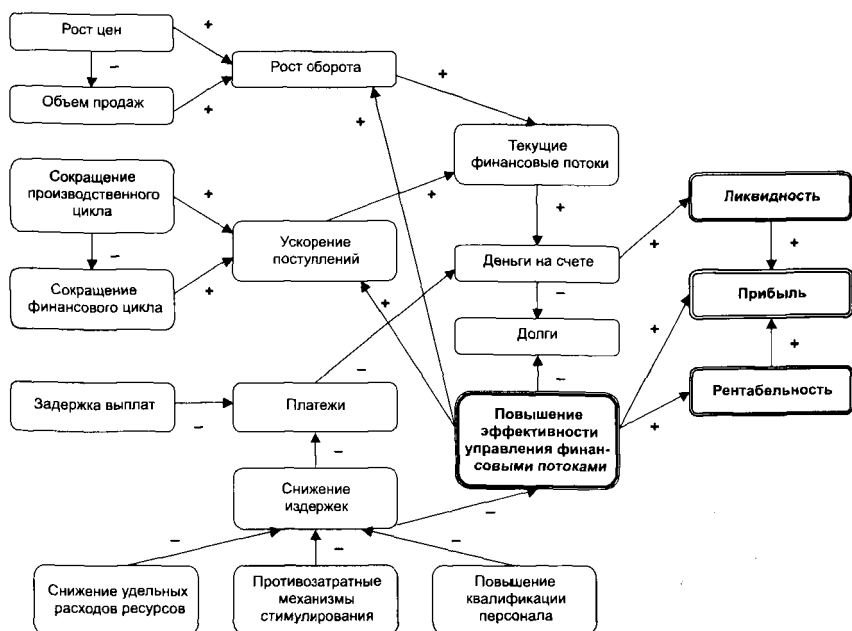 Рост цен
+
Рост оборота
+
–
Объем продаж
+
+
Текущие
финансовые потоки
Сокращение
производственного
цикла
+
+
Ликвидность
+
Ускорение
поступлений
–
Деньги на счете
+
+
Сокращение
финансового цикла
+
+
–
Прибыль
Долги
+
+
–
–
Рентабельность
Задержка выплат
–
Платежи
Повышение
эффективности
управления финан-
совыми потоками
+
–
Снижение
издержек
–
–
–
–
Снижение удельных
расходов ресурсов
Противозатратные
механизмы
стимулирования
Повышение
квалификации
персонала